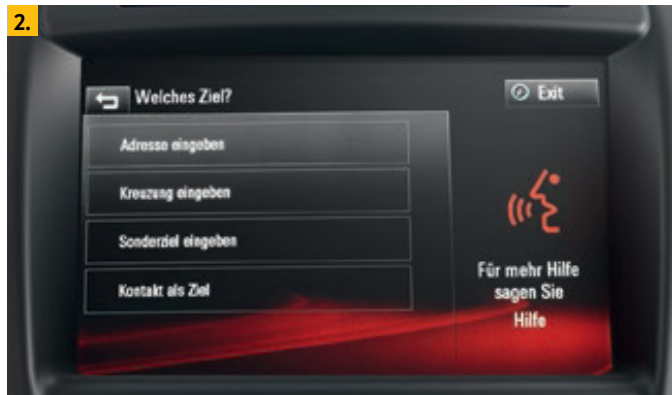 2.
Welches Ziel?
Exit
Adresse eingeben
Kreuzung eingeben
Sonderziel eingeben
Kontakt als Ziel
Für mehr Hilfe
sagen Sie
Hilfe